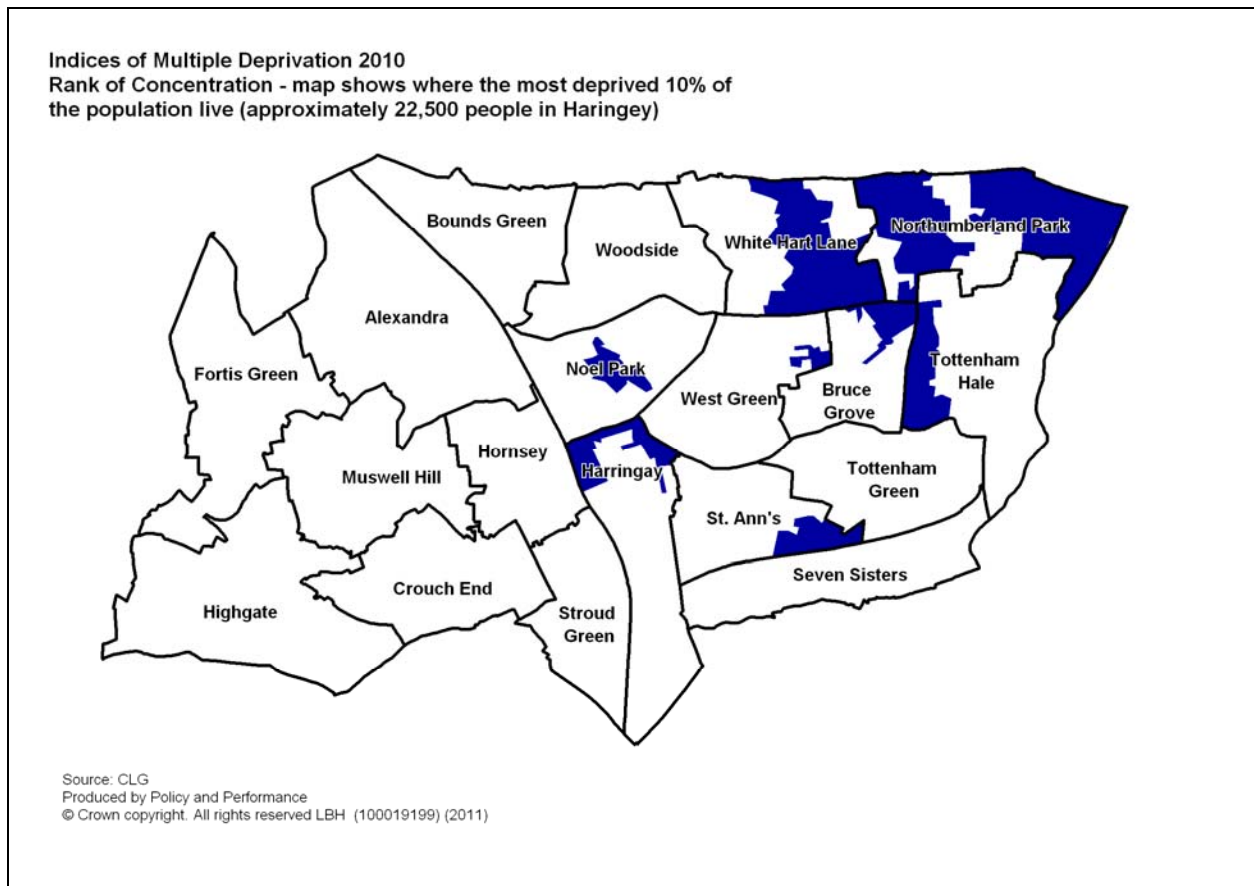 Indices of Multiple Deprivation 2010
Rank of Concentration - map shows where the most deprived 10% of
the population live (approximately 22,500 people in Haringey)
Bounds Green
Woodside
White Hart Lane
Northumberland Park
Alexandra
Fortis Green
Noel Park
Tottenham
Hale
West Green
Bruce
Grove
Hornsey
Muswell Hill
Harringay
Tottenham
Green
St. Ann's
Seven Sisters
Crouch End
Highgate
Stroud
Green
Source: CLG
Produced by Policy and Performance
© Crown copyright. All rights reserved LBH (100019199) (2011)